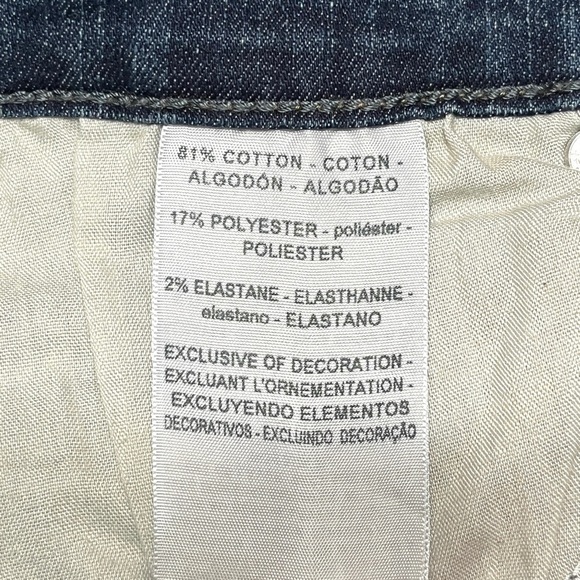 81% COTTON - COTON -
ALGODÓN - ALGODÃO
17% POLYESTER - poliéster -
POLIESTER
2% ELASTANE - ELASTHANNE -
elastano - ELASTANO
EXCLUSIVE OF DECORATION -
EXCLUANT L'ORNEMENTATION -
EXCLUYENDO ELEMENTOS
DECORATIVOS - EXCLUINDO DECORAÇÃO